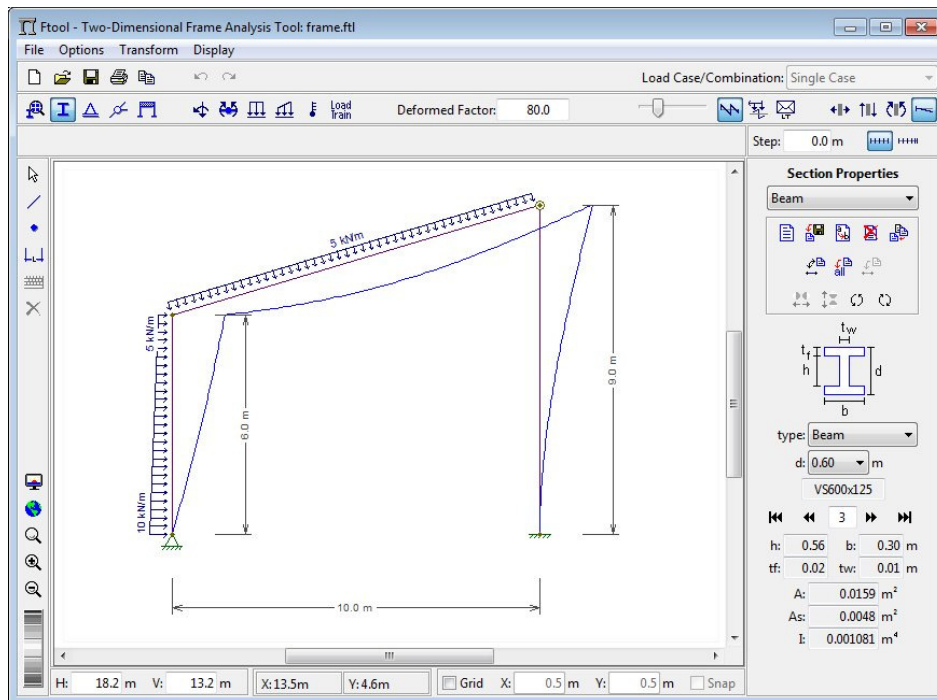 Ftool - Two-Dimensional Frame Analysis Tool: frame.ftl
File Options Transform Display
Load Case/Combination: Single Case
Load Train
Deformed Factor: 80.0
LT
Step: 0.0 m
Section Properties
Beam
all
5 kN/m
5 kN/m
10 kN/m
6.0 m
9.0 m
10.0 m
tw
tf
h
d
b
type: Beam
d: 0.60 m
VS600x125
3
h: 0.56 b: 0.30 m
tf: 0.02 tw: 0.01 m
A: 0.0159 m²
As: 0.0048 m²
I: 0.001081 m⁴
H: 18.2 m V: 13.2 m X:13.5m Y:4.6m Grid X: 0.5 m Y: 0.5 m Snap